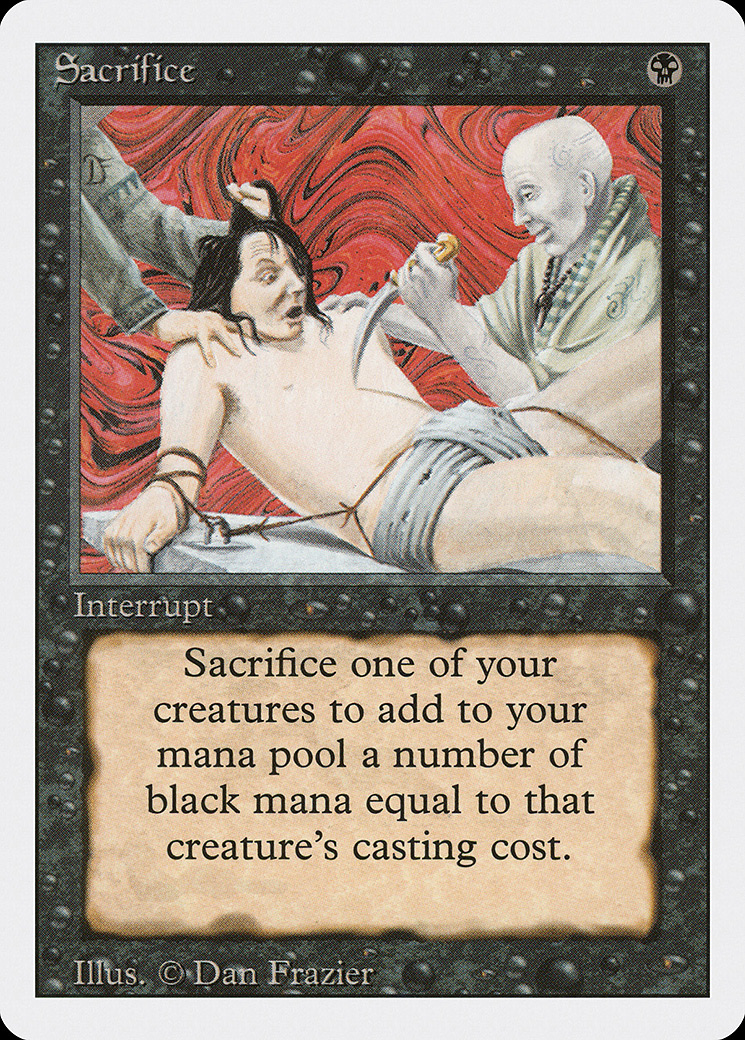 Sacrifice
DF
Interrupt
Sacrifice one of your
creatures to add to your
mana pool a number of
black mana equal to that
creature's casting cost.
Illus. © Dan Frazier